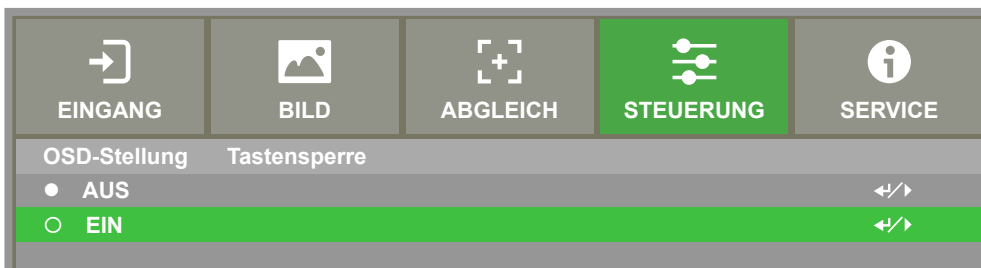 EINGANG BILD ABGLEICH STEUERUNG SERVICE
OSD-Stellung Tastensperre
AUS
EIN